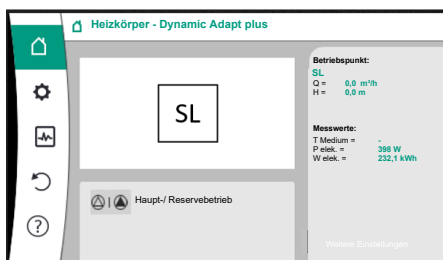 Heizkörper - Dynamic Adapt plus
SL
Haupt-/ Reservebetrieb
Betriebspunkt:
SL
Q = 0,0 m³/h
H = 0,0 m
Messwerte:
T Medium = -
P elek. = 398 W
W elek. = 232,1 kWh
Weitere Einstellungen
?